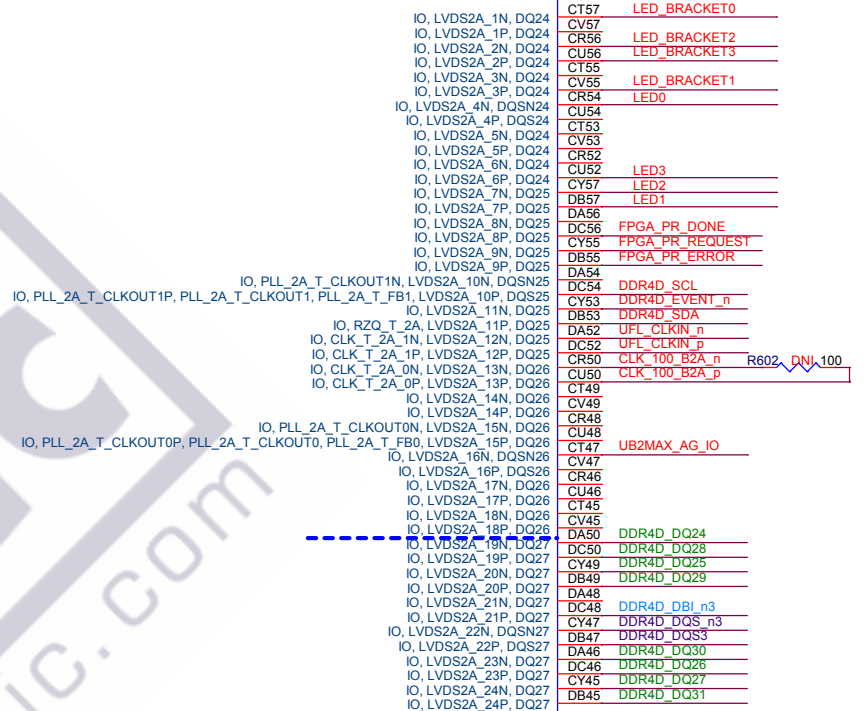 IO, LVDS2A_1N, DQ24 CT57 LED_BRACKET0
IO, LVDS2A_1P, DQ24 CV57
IO, LVDS2A_2N, DQ24 CR56 LED_BRACKET2
IO, LVDS2A_2P, DQ24 CU56 LED_BRACKET3
IO, LVDS2A_3N, DQ24 CT55
IO, LVDS2A_3P, DQ24 CV55 LED_BRACKET1
IO, LVDS2A_4N, DQSN24 CR54 LED0
IO, LVDS2A_4P, DQS24 CU54
IO, LVDS2A_5N, DQ24 CT53
IO, LVDS2A_5P, DQ24 CV53
IO, LVDS2A_6N, DQ24 CR52
IO, LVDS2A_6P, DQ24 CU52 LED3
IO, LVDS2A_7N, DQ25 CY57 LED2
IO, LVDS2A_7P, DQ25 DB57 LED1
IO, LVDS2A_8N, DQ25 DA56
IO, LVDS2A_8P, DQ25 DC56 FPGA_PR_DONE
IO, LVDS2A_9N, DQ25 CY55 FPGA_PR_REQUEST
IO, LVDS2A_9P, DQ25 DB55 FPGA_PR_ERROR
IO, PLL_2A_T_CLKOUT1N, LVDS2A_10N, DQSN25 DA54
IO, PLL_2A_T_CLKOUT1P, PLL_2A_T_CLKOUT1, PLL_2A_T_FB1, LVDS2A_10P, DQS25 DC54 DDR4D_SCL
IO, LVDS2A_11N, DQ25 CY53 DDR4D_EVENT_n
IO, RZQ_T_2A, LVDS2A_11P, DQ25 DB53 DDR4D_SDA
IO, CLK_T_2A_1N, LVDS2A_12N, DQ25 DA52 UFL_CLKIN_n
IO, CLK_T_2A_1P, LVDS2A_12P, DQ25 DC52 UFL_CLKIN_p
IO, CLK_T_2A_0N, LVDS2A_13N, DQ26 CR50 CLK_100_B2A_n R602 DNI 100
IO, CLK_T_2A_0P, LVDS2A_13P, DQ26 CU50 CLK_100_B2A_p
IO, LVDS2A_14N, DQ26 CT49
IO, LVDS2A_14P, DQ26 CV49
IO, PLL_2A_T_CLKOUT0N, LVDS2A_15N, DQ26 CR48
IO, PLL_2A_T_CLKOUT0P, PLL_2A_T_CLKOUT0, PLL_2A_T_FB0, LVDS2A_15P, DQ26 CU48
IO, LVDS2A_16N, DQSN26 CT47 UB2MAX_AG_IO
IO, LVDS2A_16P, DQS26 CV47
IO, LVDS2A_17N, DQ26 CR46
IO, LVDS2A_17P, DQ26 CU46
IO, LVDS2A_18N, DQ26 CT45
IO, LVDS2A_18P, DQ26 CV45
IO, LVDS2A_19N, DQ27 DA50 DDR4D_DQ24
IO, LVDS2A_19P, DQ27 DC50 DDR4D_DQ28
IO, LVDS2A_20N, DQ27 CY49 DDR4D_DQ25
IO, LVDS2A_20P, DQ27 DB49 DDR4D_DQ29
IO, LVDS2A_21N, DQ27 DA48
IO, LVDS2A_21P, DQ27 DC48 DDR4D_DBI_n3
IO, LVDS2A_22N, DQSN27 CY47 DDR4D_DQS_n3
IO, LVDS2A_22P, DQS27 DB47 DDR4D_DQS3
IO, LVDS2A_23N, DQ27 DA46 DDR4D_DQ30
IO, LVDS2A_23P, DQ27 DC46 DDR4D_DQ26
IO, LVDS2A_24N, DQ27 CY45 DDR4D_DQ27
IO, LVDS2A_24P, DQ27 DB45 DDR4D_DQ31
ic.com